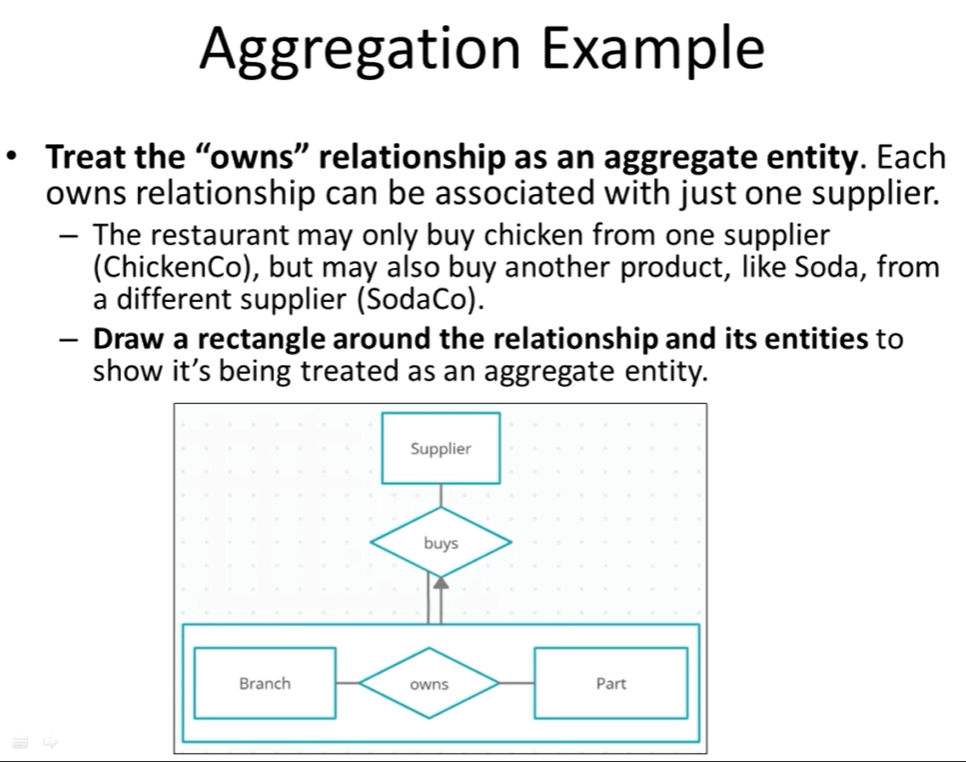 Aggregation Example
• Treat the “owns” relationship as an aggregate entity. Each
owns relationship can be associated with just one supplier.
– The restaurant may only buy chicken from one supplier
(ChickenCo), but may also buy another product, like Soda, from
a different supplier (SodaCo).
– Draw a rectangle around the relationship and its entities to
show it’s being treated as an aggregate entity.
Supplier
buys
Branch
owns
Part